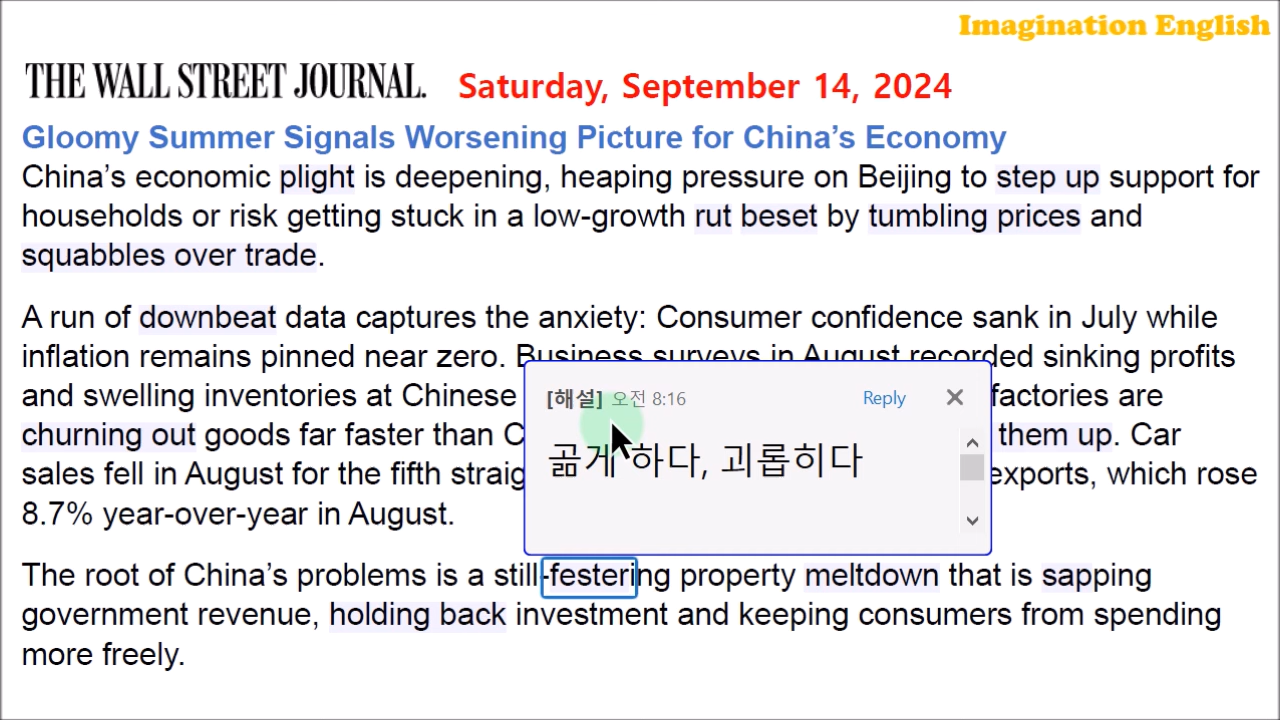 Imagination English
THE WALL STREET JOURNAL. Saturday, September 14, 2024
Gloomy Summer Signals Worsening Picture for China’s Economy
China’s economic plight is deepening, heaping pressure on Beijing to step up support for
households or risk getting stuck in a low-growth rut beset by tumbling prices and
squabbles over trade.
A run of downbeat data captures the anxiety: Consumer confidence sank in July while
inflation remains pinned near zero. Business surveys in August recorded sinking profits
and swelling inventories at Chinese factories are
churning out goods far faster than C them up. Car
sales fell in August for the fifth straig exports, which rose
8.7% year-over-year in August.
[해설] 오전 8:16 Reply
곪게 하다, 괴롭히다
The root of China’s problems is a still-festering property meltdown that is sapping
government revenue, holding back investment and keeping consumers from spending
more freely.